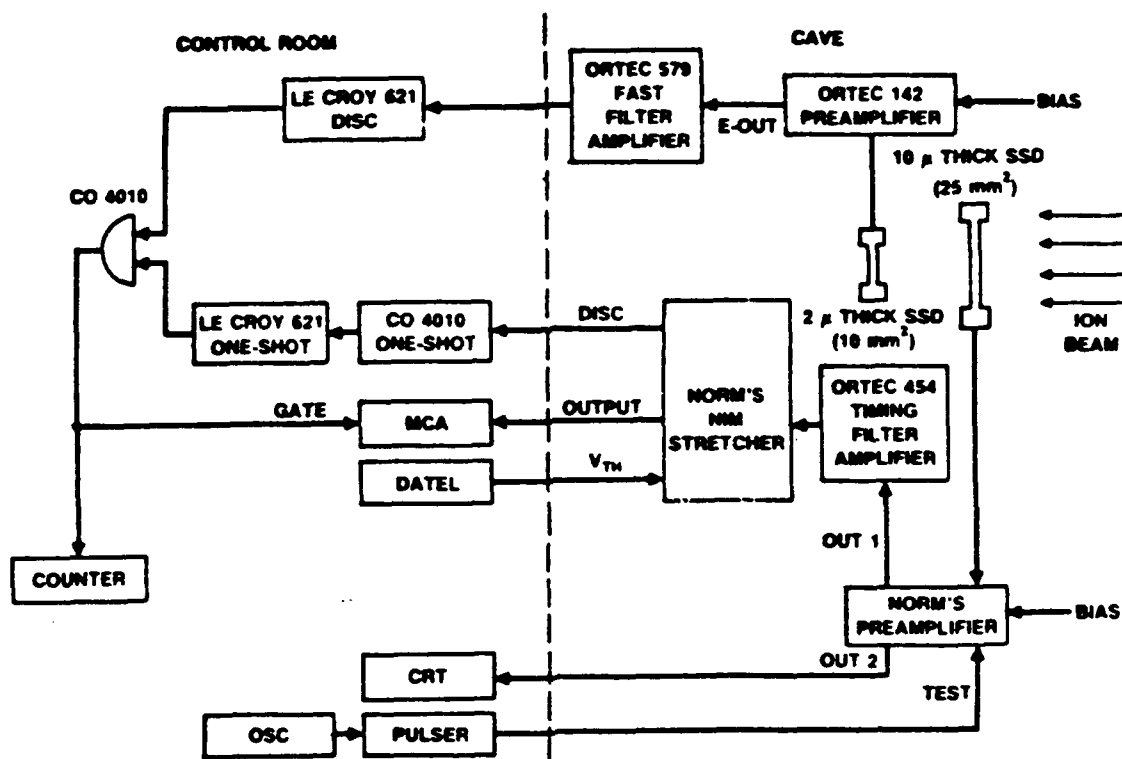 CONTROL ROOM
CAVE
LE CROY 621
DISC
ORTEC 579
FAST
FILTER
AMPLIFIER
E-OUT
ORTEC 142
PREAMPLIFIER
BIAS
10 μ THICK SSD
(25 mm²)
CO 4010
LE CROY 621
ONE-SHOT
CO 4010
ONE-SHOT
DISC
2 μ THICK SSD
(10 mm²)
ION
BEAM
GATE
MCA
OUTPUT
NORM'S
NIM
STRETCHER
ORTEC 454
TIMING
FILTER
AMPLIFIER
DATEL
V_TH
OUT 1
COUNTER
NORM'S
PREAMPLIFIER
BIAS
CRT
OUT 2
TEST
OSC
PULSER